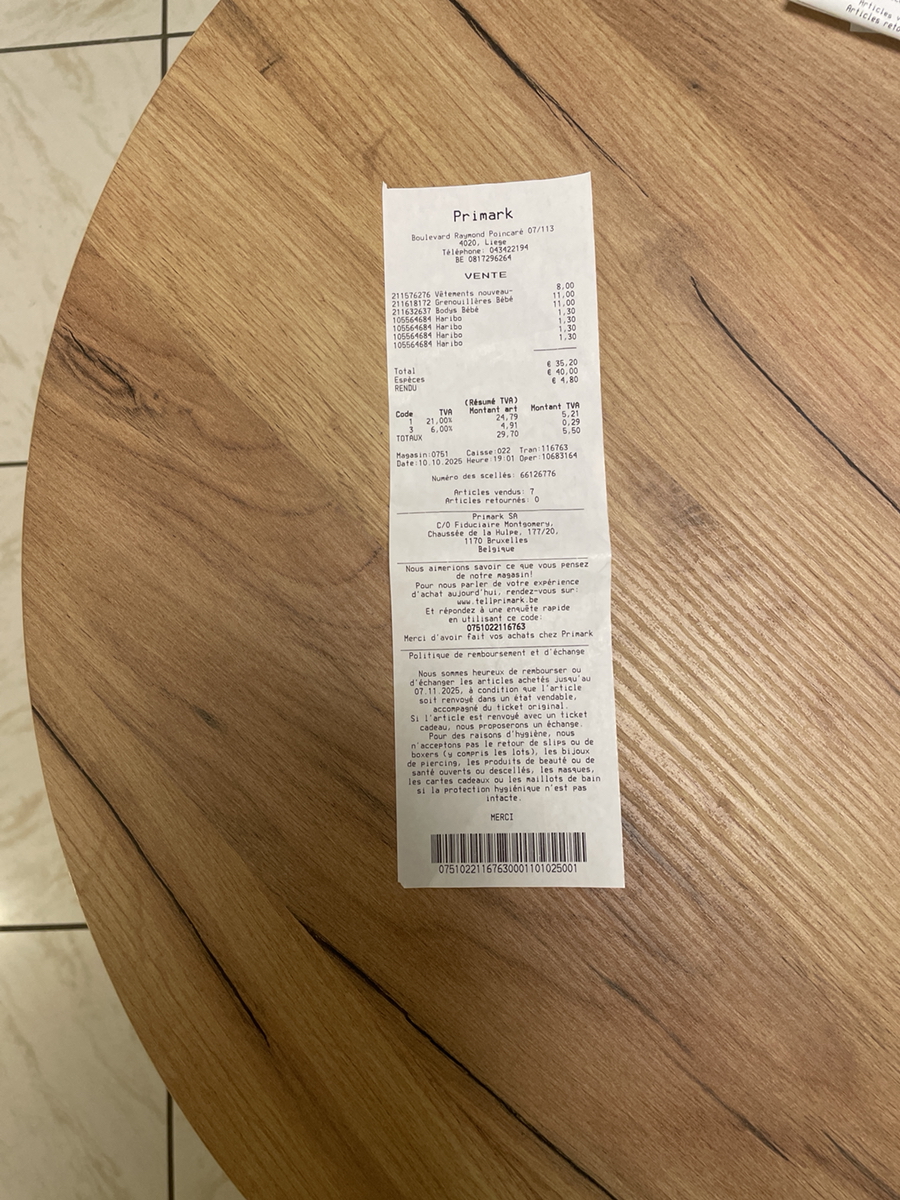 Articles v
Articles reto
Primark
Boulevard Raymond Poincaré 07/113
4020, Liege
Téléphone: 043422194
BE 0817296264
VENTE
211576276 Vêtements nouveau- 8,00
211618172 Grenouillères Bébé 11,00
211632637 Bodys Bébé 11,00
105564684 Haribo 1,30
105564684 Haribo 1,30
105564684 Haribo 1,30
105564684 Haribo 1,30
Total € 35,20
Espèces € 40,00
RENDU € 4,80
(Résumé TVA)
Code TVA Montant art Montant TVA
1 21,00% 24,79 5,21
3 6,00% 4,91 0,29
TOTAUX 29,70 5,50
Magasin:0751 Caisse:022 Tran:116763
Date:10.10.2025 Heure:19:01 Oper:10683164
Numéro des scellés: 66126776
Articles vendus: 7
Articles retournés: 0
Primark SA
C/O Fiduciaire Montgomery,
Chaussée de la Hulpe, 177/20,
1170 Bruxelles
Belgique
Nous aimerions savoir ce que vous pensez
de notre magasin!
Pour nous parler de votre expérience
d'achat aujourd'hui, rendez-vous sur:
www.tellprimark.be
Et répondez à une enquête rapide
en utilisant ce code:
0751022116763
Merci d'avoir fait vos achats chez Primark
Politique de remboursement et d'échange
Nous sommes heureux de rembourser ou
d'échanger les articles achetés jusqu'au
07.11.2025, à condition que l'article
soit renvoyé dans un état vendable,
accompagné du ticket original.
Si l'article est renvoyé avec un ticket
cadeau, nous proposerons un échange.
Pour des raisons d'hygiène, nous
n'acceptons pas le retour de slips ou de
boxers (y compris les lots), les bijoux
de piercing, les produits de beauté ou de
santé ouverts ou descellés, les masques,
les cartes cadeaux ou les maillots de bain
si la protection hygiénique n'est pas
intacte.
MERCI
07510221167630001101025001